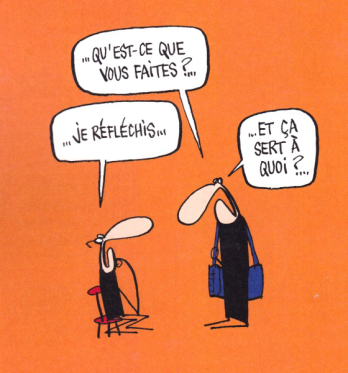 ...QU'EST-CE QUE
VOUS FAITES?...
...JE RÉFLÉCHIS...
...ET ÇA
SERT À
QUOI?...